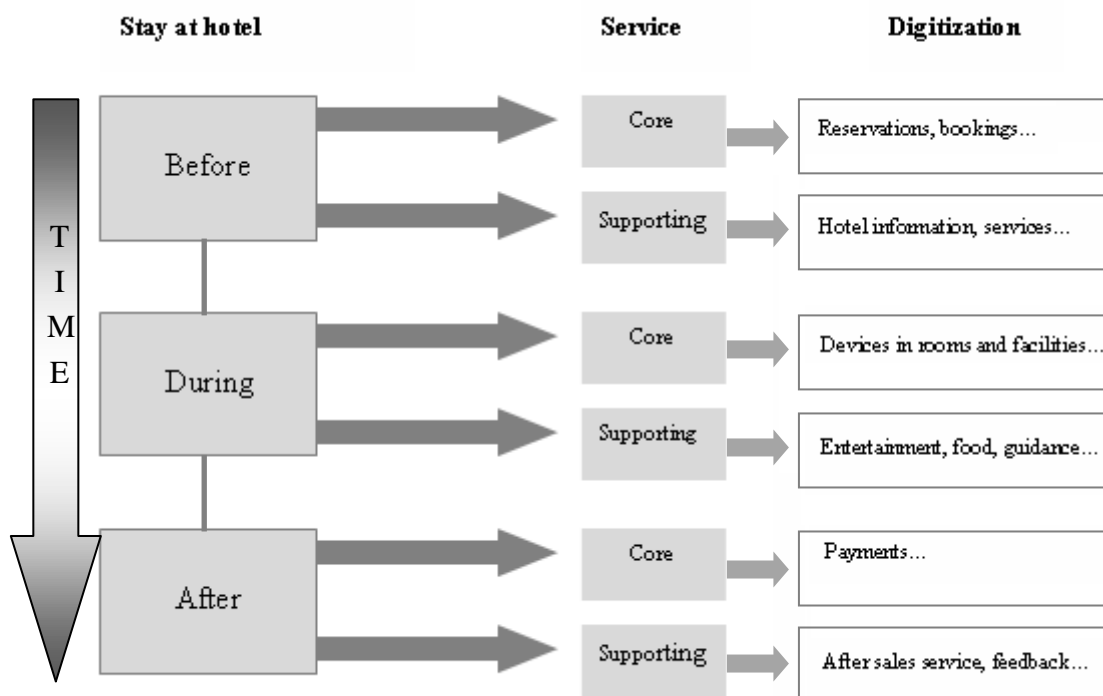 Stay at hotel
Service
Digitization
T
I
M
E
Before
Core
Reservations, bookings...
Supporting
Hotel information, services...
During
Core
Devices in rooms and facilities...
Supporting
Entertainment, food, guidance...
After
Core
Payments...
Supporting
After sales service, feedback...